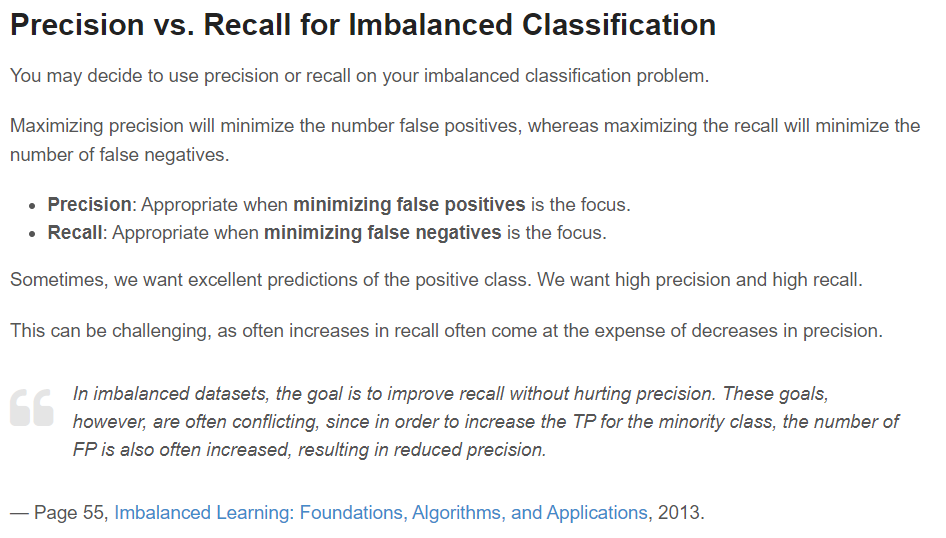 Precision vs. Recall for Imbalanced Classification
You may decide to use precision or recall on your imbalanced classification problem.
Maximizing precision will minimize the number false positives, whereas maximizing the recall will minimize the
number of false negatives.
• Precision: Appropriate when minimizing false positives is the focus.
• Recall: Appropriate when minimizing false negatives is the focus.
Sometimes, we want excellent predictions of the positive class. We want high precision and high recall.
This can be challenging, as often increases in recall often come at the expense of decreases in precision.
In imbalanced datasets, the goal is to improve recall without hurting precision. These goals,
however, are often conflicting, since in order to increase the TP for the minority class, the number of
FP is also often increased, resulting in reduced precision.
— Page 55, Imbalanced Learning: Foundations, Algorithms, and Applications, 2013.